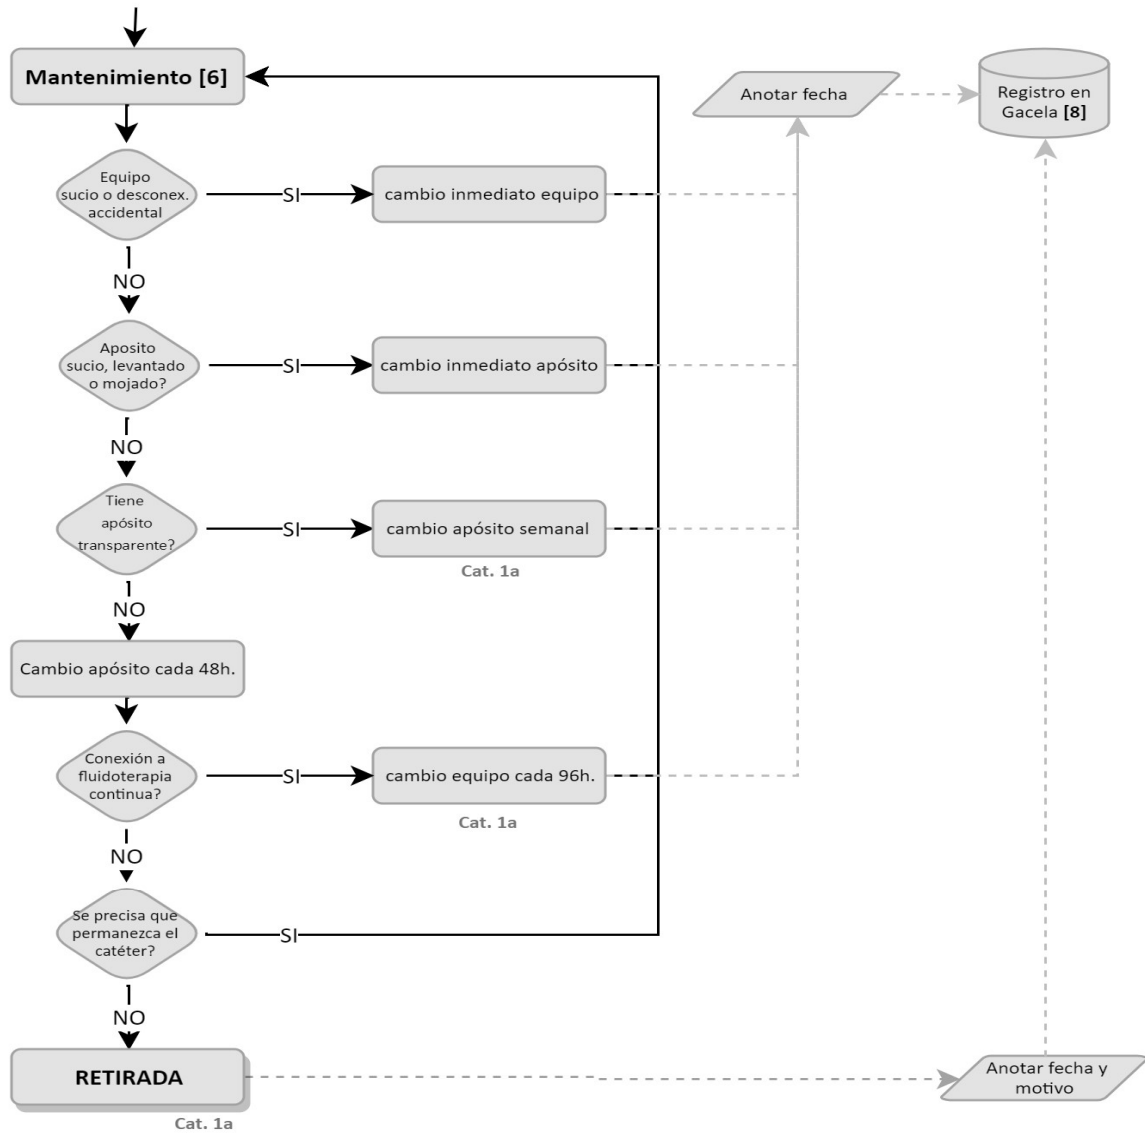 Mantenimiento [6]
Anotar fecha
Registro en
Gacela [8]
Equipo
sucio o desconex.
accidental
SI
cambio inmediato equipo
NO
Aposito
sucio, levantado
o mojado?
SI
cambio inmediato apósito
NO
Tiene
apósito
transparente?
SI
cambio apósito semanal
Cat. 1a
NO
Cambio apósito cada 48h.
Conexión a
fluidoterapia
continua?
SI
cambio equipo cada 96h.
Cat. 1a
NO
Se precisa que
permanezca el
catéter?
SI
NO
RETIRADA
Cat. 1a
Anotar fecha y
motivo